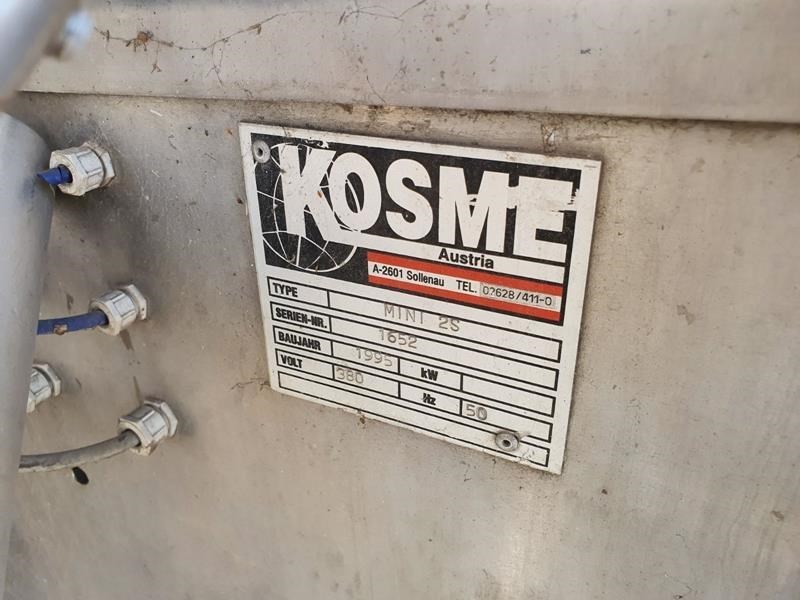 KOSME
Austria
A-2601 Sollenau TEL. 02628/411-0
TYPE MINI 2S
SERIEN-NR. 1652
BAUJAHR 1995 kW
VOLT 380 Hz 50